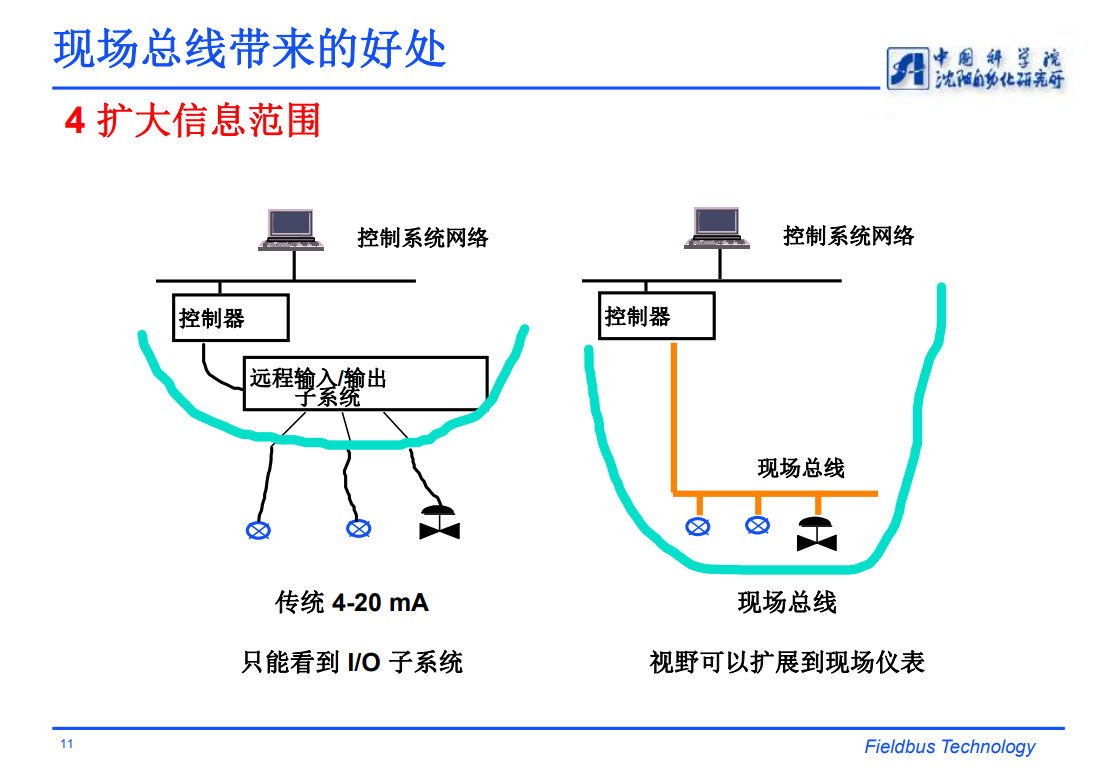 现场总线带来的好处
中国科学院
沈阳自动化研究所
4 扩大信息范围
控制系统网络
控制器
远程输入/输出
子系统
传统 4-20 mA
只能看到 I/O 子系统
控制系统网络
控制器
现场总线
现场总线
视野可以扩展到现场仪表
11
Fieldbus Technology